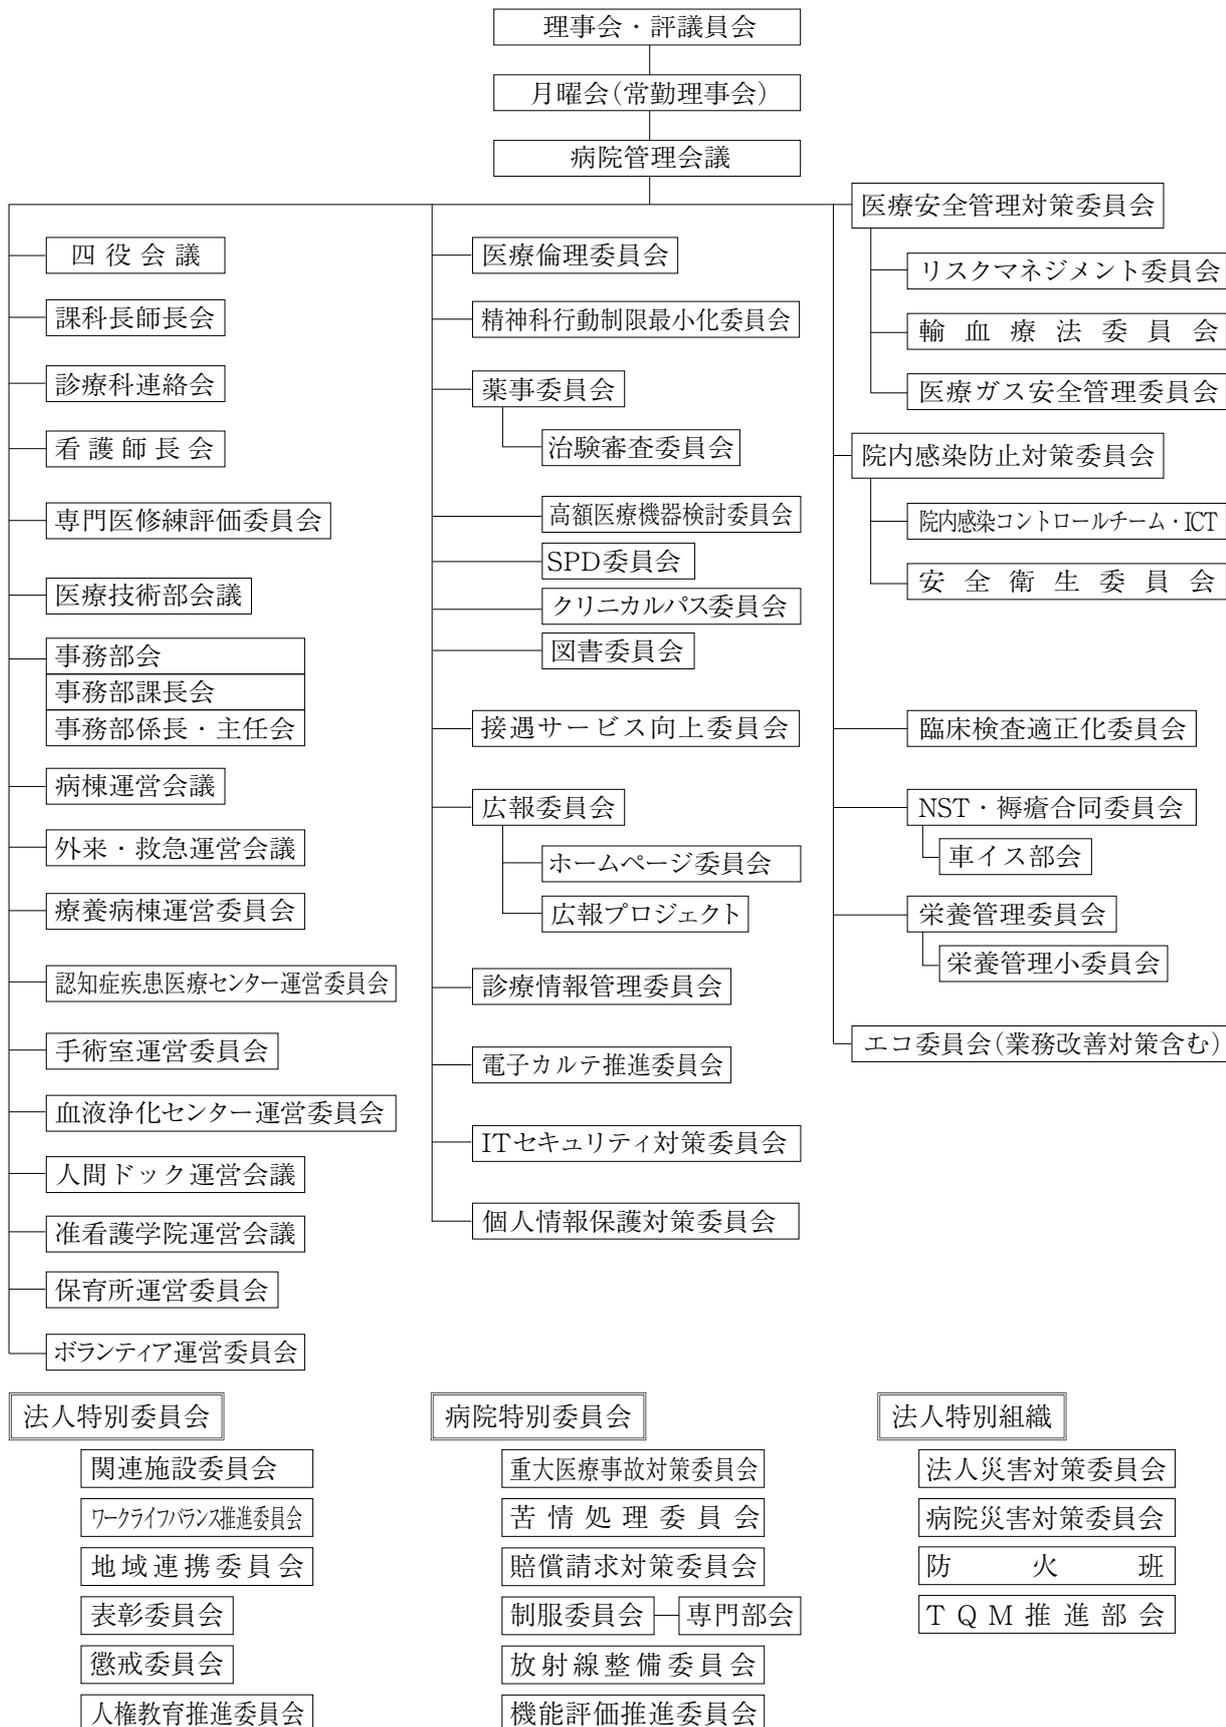 理事会・評議員会
月曜会(常勤理事会)
病院管理会議
四役会議
課科長師長会
診療科連絡会
看護師長会
専門医修練評価委員会
医療技術部会議
事務部会
事務部課長会
事務部係長・主任会
病棟運営会議
外来・救急運営会議
療養病棟運営委員会
認知症疾患医療センター運営委員会
手術室運営委員会
血液浄化センター運営委員会
人間ドック運営会議
准看護学院運営会議
保育所運営委員会
ボランティア運営委員会
医療倫理委員会
精神科行動制限最小化委員会
薬事委員会
治験審査委員会
高額医療機器検討委員会
SPD委員会
クリニカルパス委員会
図書委員会
接遇サービス向上委員会
広報委員会
ホームページ委員会
広報プロジェクト
診療情報管理委員会
電子カルテ推進委員会
ITセキュリティ対策委員会
個人情報保護対策委員会
医療安全管理対策委員会
リスクマネジメント委員会
輸血療法委員会
医療ガス安全管理委員会
院内感染防止対策委員会
院内感染コントロールチーム・ICT
安全衛生委員会
臨床検査適正化委員会
NST・褥瘡合同委員会
車イス部会
栄養管理委員会
栄養管理小委員会
エコ委員会(業務改善対策含む)
法人特別委員会
関連施設委員会
ワークライフバランス推進委員会
地域連携委員会
表彰委員会
懲戒委員会
人権教育推進委員会
病院特別委員会
重大医療事故対策委員会
苦情処理委員会
賠償請求対策委員会
制服委員会
専門部会
放射線整備委員会
機能評価推進委員会
法人特別組織
法人災害対策委員会
病院災害対策委員会
防火班
TQM推進部会